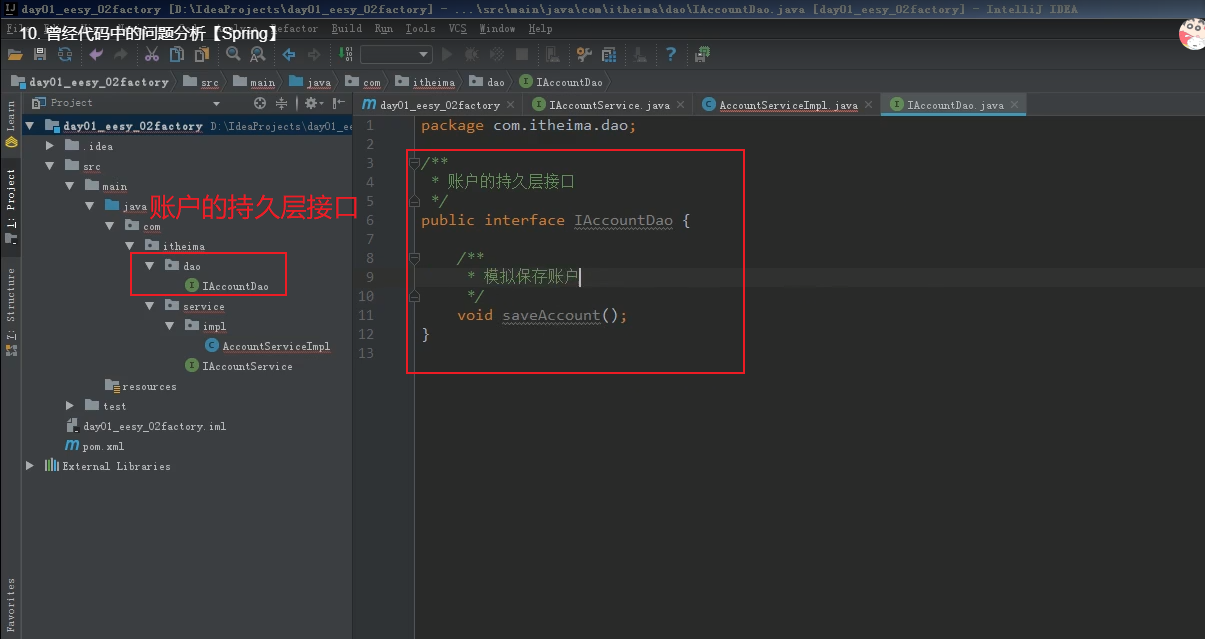 day01_eesy_02factory [D:\IdeaProjects\day01_eesy_02factory] - ...\src\main\java\com\itheima\dao\IAccountDao.java [day01_eesy_02factory] - IntelliJ IDEA
10. 曾经代码中的问题分析【Spring】
Refactor Build Run Tools VCS Window Help
day01_eesy_02factory src main java com itheima dao IAccountDao
Project
day01_eesy_02factory IAccountService.java AccountServiceImpl.java IAccountDao.java
Learn
1: Project
7: Structure
Favorites
day01_eesy_02factory D:\IdeaProjects\day01_ee
.idea
src
main
java
账户的持久层接口
com
itheima
dao
IAccountDao
service
impl
AccountServiceImpl
IAccountService
resources
test
day01_eesy_02factory.iml
pom.xml
External Libraries
1 package com.itheima.dao;
2
3 /**
4 * 账户的持久层接口
5 */
6 public interface IAccountDao {
7
8 /**
9 * 模拟保存账户
10 */
11 void saveAccount();
12 }
13